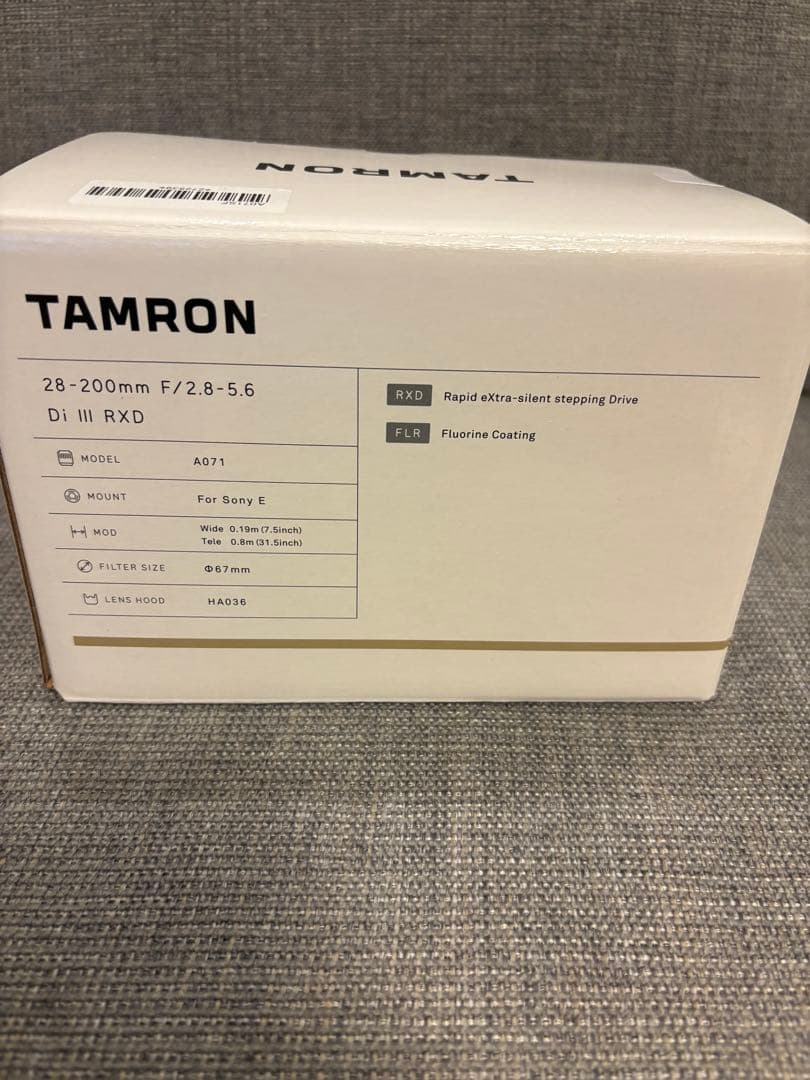 TAMRON
TAMRON
28-200mm F/2.8-5.6
Di III RXD
MODEL A071
MOUNT For Sony E
MOD Wide 0.19m (7.5inch)
Tele 0.8m (31.5inch)
FILTER SIZE Φ67mm
LENS HOOD HA036
RXD Rapid eXtra-silent stepping Drive
FLR Fluorine Coating